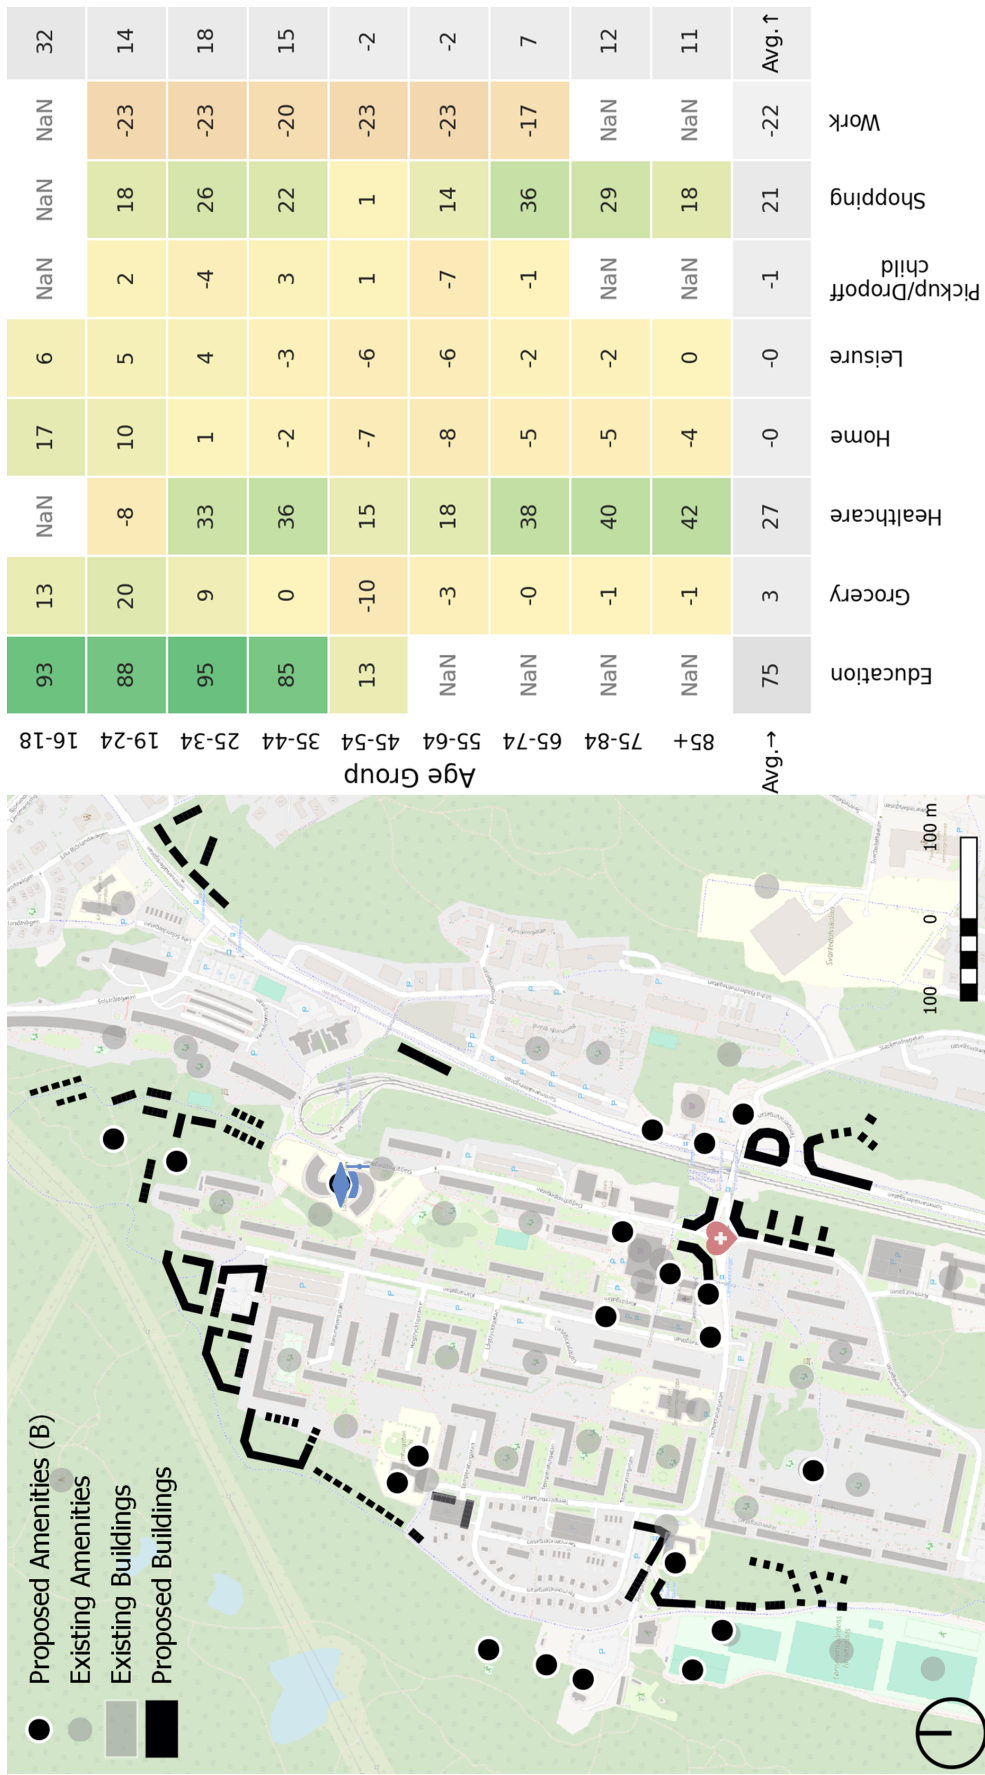 Proposed Amenities (B)
Existing Amenities
Existing Buildings
Proposed Buildings
100 0 100 m
Age Group
16-18 93 13 NaN 17 6 NaN NaN NaN 32
19-24 88 20 -8 10 5 2 18 -23 14
25-34 95 9 33 1 4 -4 26 -23 18
35-44 85 0 36 -2 -3 3 22 -20 15
45-54 13 -10 15 -7 -6 1 1 -23 -2
55-64 NaN -3 18 -8 -6 -7 14 -23 -2
65-74 NaN -0 38 -5 -2 -1 36 -17 7
75-84 NaN -1 40 -5 -2 NaN 29 NaN 12
85+ NaN -1 42 -4 0 NaN 18 NaN 11
Avg.→ 75 3 27 -0 -0 -1 21 -22 Avg.↑
Education
Grocery
Healthcare
Home
Leisure
Pickup/Dropoff
child
Shopping
Work